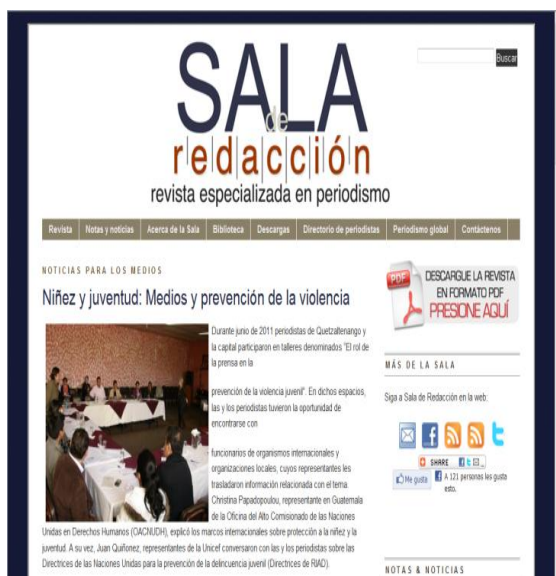 SALA
de
redacción
revista especializada en periodismo
Buscar
Revista
Notas y noticias
Acerca de la Sala
Biblioteca
Descargas
Directorio de periodistas
Periodismo global
Contáctenos
NOTICIAS PARA LOS MEDIOS
Niñez y juventud: Medios y prevención de la violencia
Durante junio de 2011 periodistas de Quetzaltenango y
la capital participaron en talleres denominados "El rol de
la prensa en la
prevención de la violencia juvenil". En dichos espacios,
las y los periodistas tuvieron la oportunidad de
encontrarse con
funcionarios de organismos internacionales y
organizaciones locales, cuyos representantes les
trasladaron información relacionada con el tema.
Christina Papadopoulou, representante en Guatemala
de la Oficina del Alto Comisionado de las Naciones
Unidas en Derechos Humanos (OACNUDH), explicó los marcos internacionales sobre protección a la niñez y la
juventud. A su vez, Juan Quiñonez, representantes de la Unicef conversaron con las y los periodistas sobre las
Directrices de las Naciones Unidas para la prevención de la delincuencia juvenil (Directrices de RIAD).
PDF
DESCARGUE LA REVISTA
EN FORMATO PDF
PRESIONE AQUÍ
MÁS DE LA SALA
Siga a Sala de Redacción en la web:
SHARE
Me gusta
A 121 personas les gusta
esto.
NOTAS & NOTICIAS